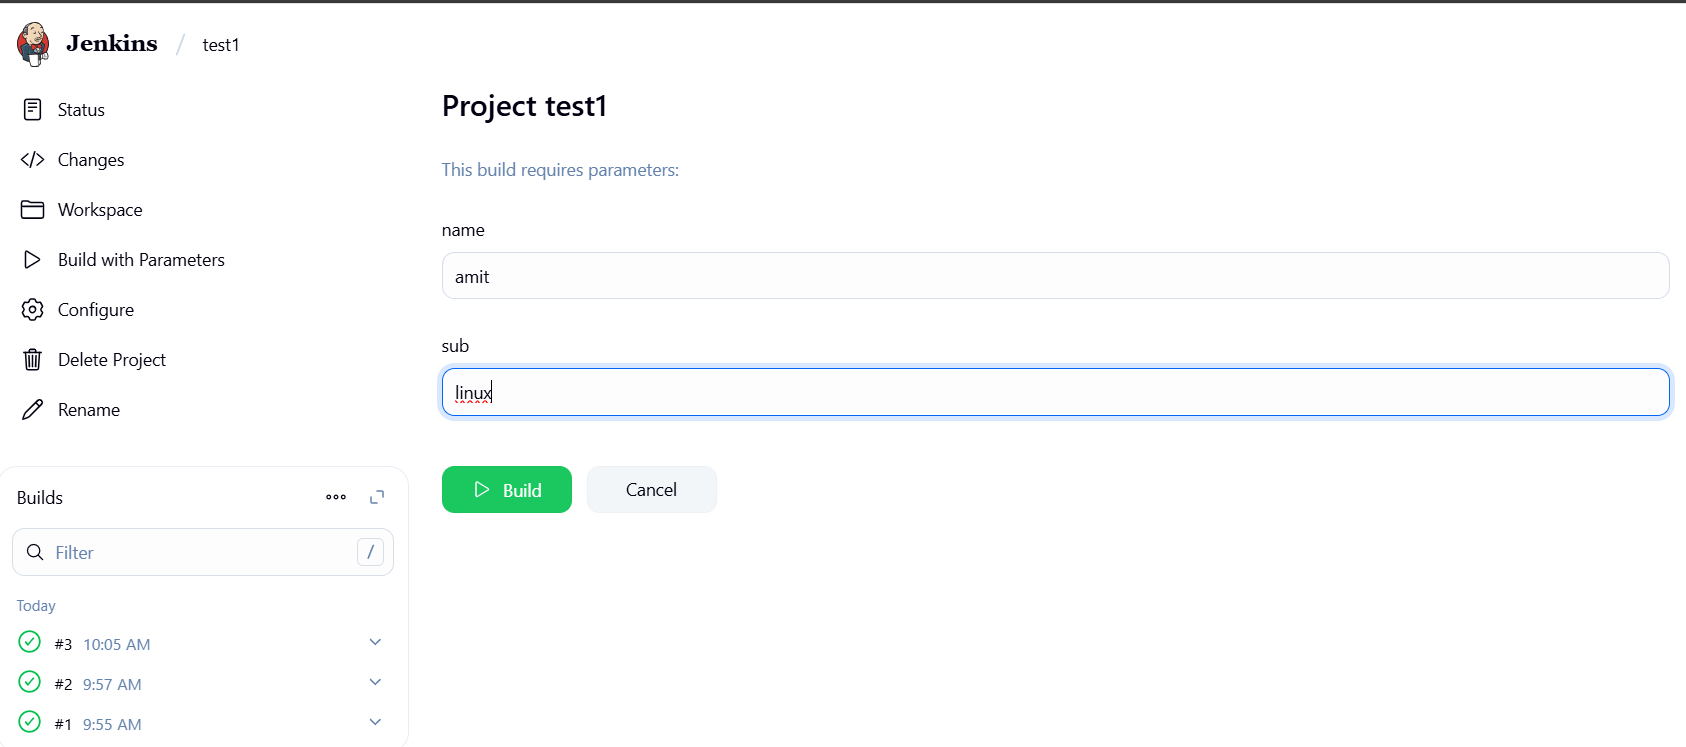 Jenkins / test1
Status
Changes
Workspace
Build with Parameters
Configure
Delete Project
Rename
Builds
Filter /
Today
#3 10:05 AM
#2 9:57 AM
#1 9:55 AM
Project test1
This build requires parameters:
name
amit
sub
linux
Build Cancel